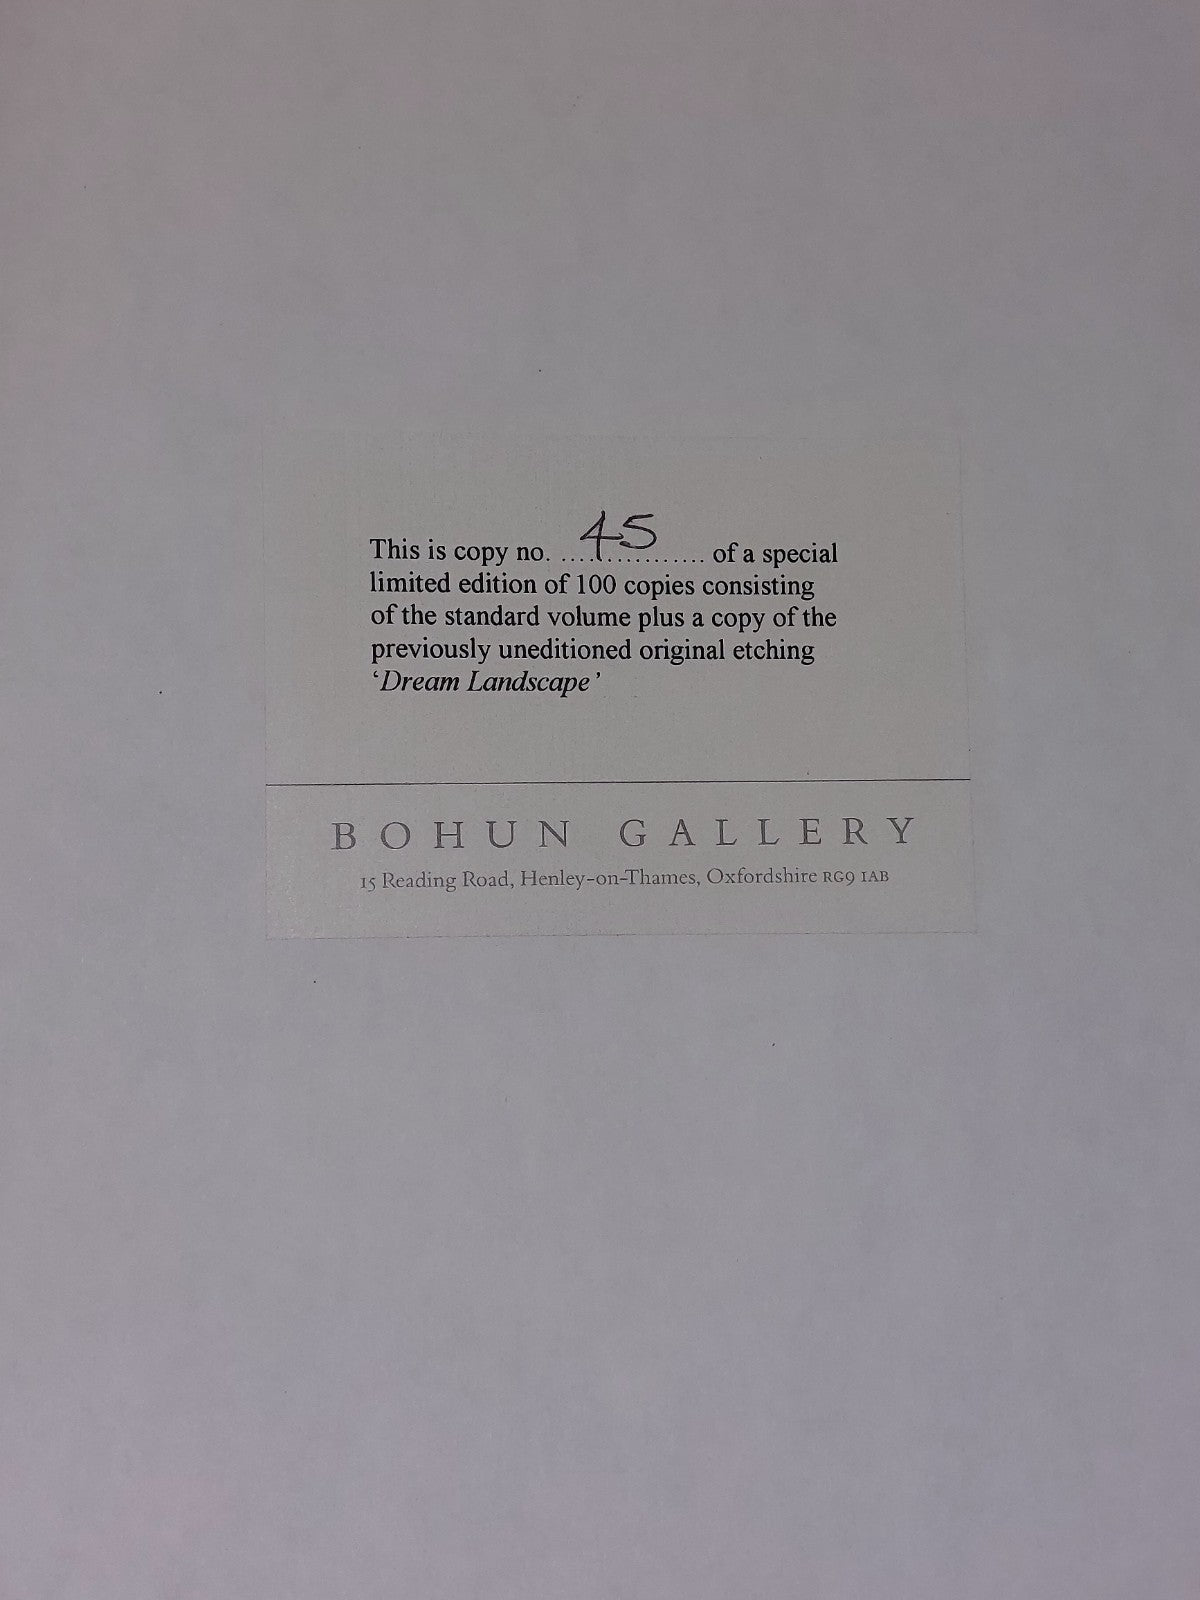 This is copy no. ....45............ of a special
limited edition of 100 copies consisting
of the standard volume plus a copy of the
previously uneditioned original etching
‘Dream Landscape’
BOHUN GALLERY
15 Reading Road, Henley-on-Thames, Oxfordshire RG9 1AB